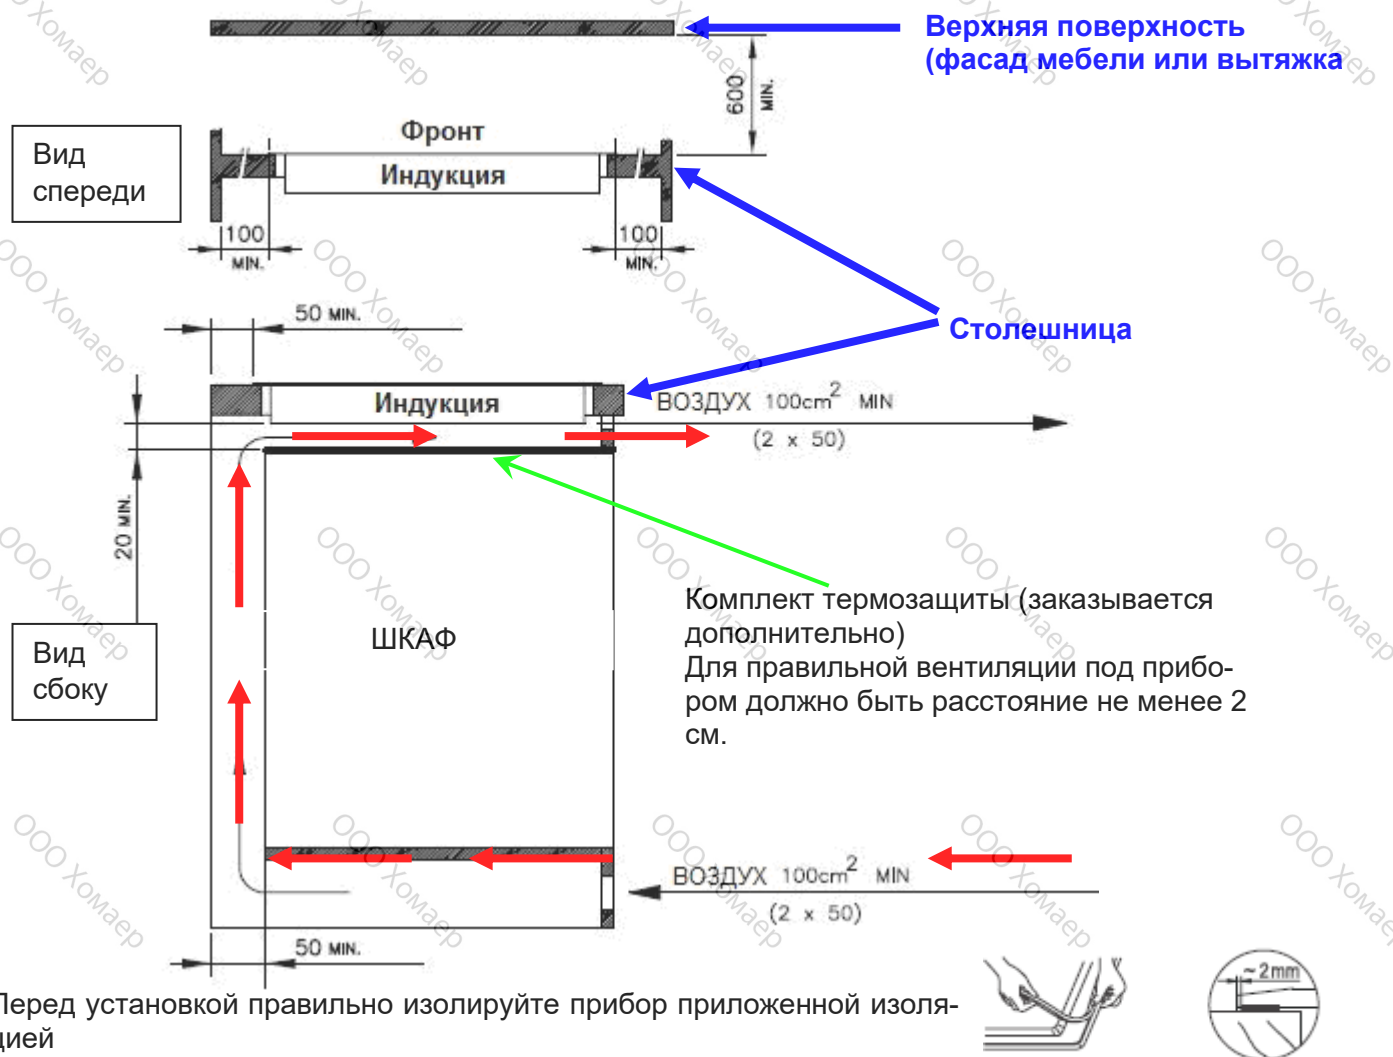 Верхняя поверхность
(фасад мебели или вытяжка
600
MIN.
Вид
спереди
Фронт
Индукция
100
MIN.
100
MIN.
50 MIN.
Столешница
Индукция
ВОЗДУХ 100cm2 MIN
(2 x 50)
20 MIN.
Комплект термозащиты (заказывается
дополнительно)
Для правильной вентиляции под прибо-
ром должно быть расстояние не менее 2
см.
ШКАФ
Вид
сбоку
ВОЗДУХ 100cm2 MIN
(2 x 50)
50 MIN.
~2mm
Перед установкой правильно изолируйте прибор приложенной изоля-
цией
ООО Хомаер